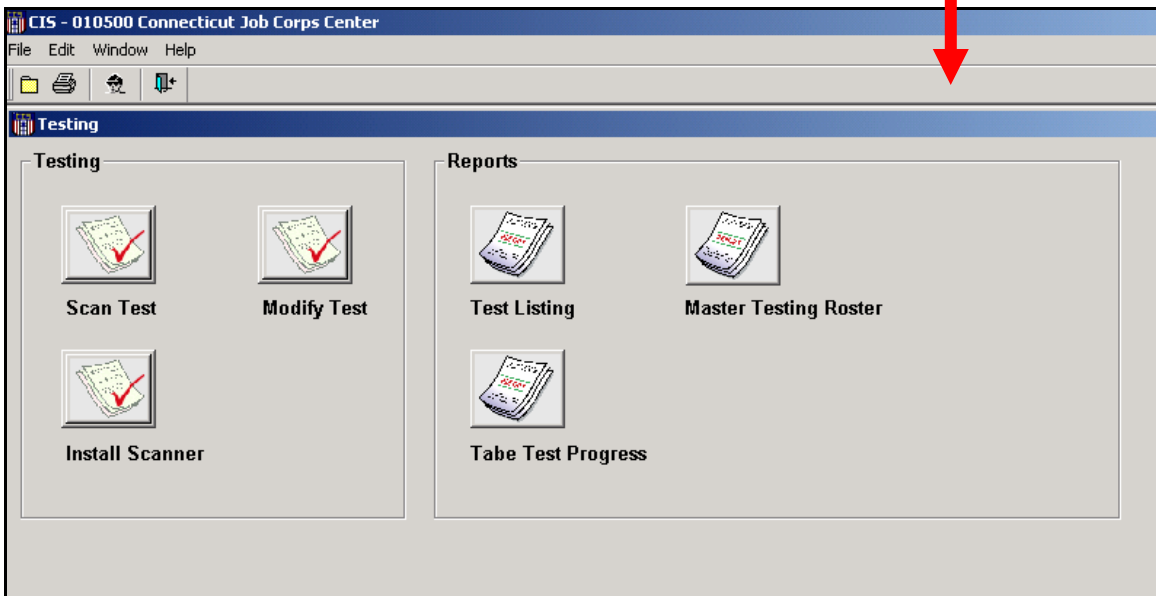 CIS - 010500 Connecticut Job Corps Center
File Edit Window Help
Testing
Testing
Reports
Scan Test
Modify Test
Test Listing
Master Testing Roster
Install Scanner
Tabe Test Progress